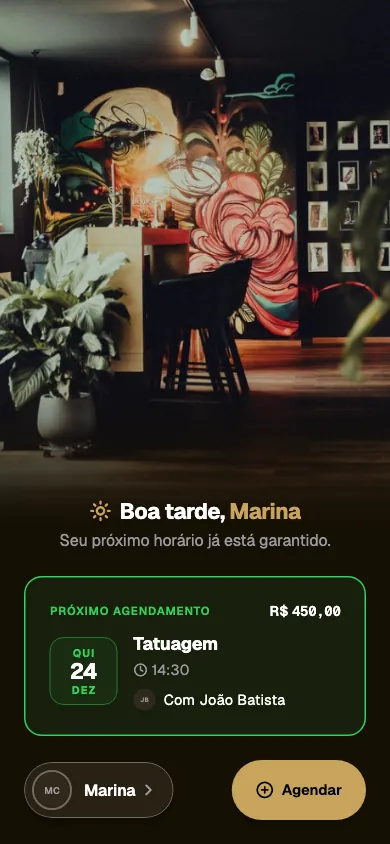 Boa tarde, Marina
Seu próximo horário já está garantido.
PRÓXIMO AGENDAMENTO
R$ 450,00
QUI
24
DEZ
Tatuagem
14:30
JB
Com João Batista
MC
Marina
Agendar